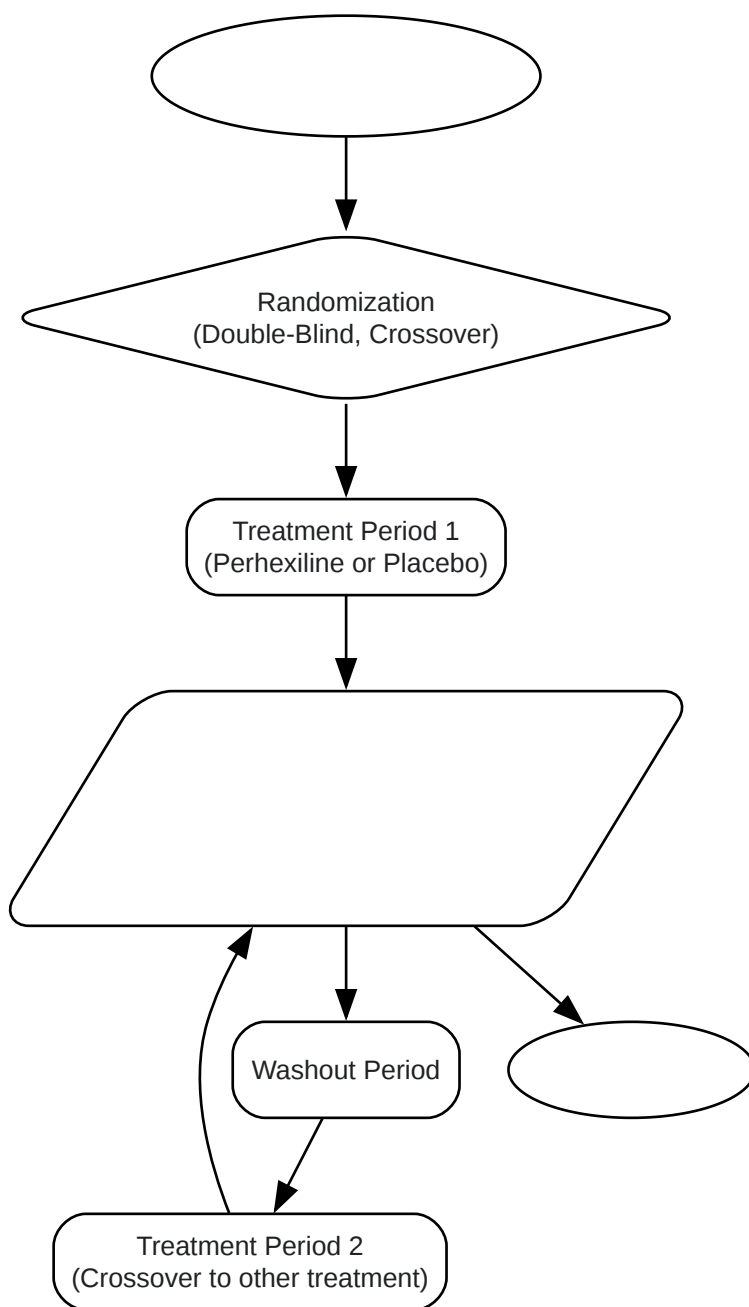 Randomization
(Double-Blind, Crossover)
Treatment Period 1
(Perhexiline or Placebo)
Washout Period
Treatment Period 2
(Crossover to other treatment)